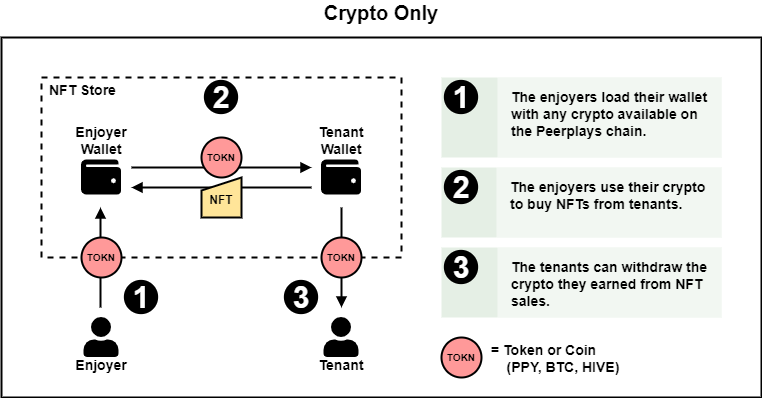 Crypto Only
NFT Store
2
Enjoyer
Wallet
Tenant
Wallet
TOKN
NFT
TOKN
TOKN
1
3
Enjoyer
Tenant
1
The enjoyers load their wallet
with any crypto available on
the Peerplays chain.
2
The enjoyers use their crypto
to buy NFTs from tenants.
3
The tenants can withdraw the
crypto they earned from NFT
sales.
TOKN
= Token or Coin
(PPY, BTC, HIVE)